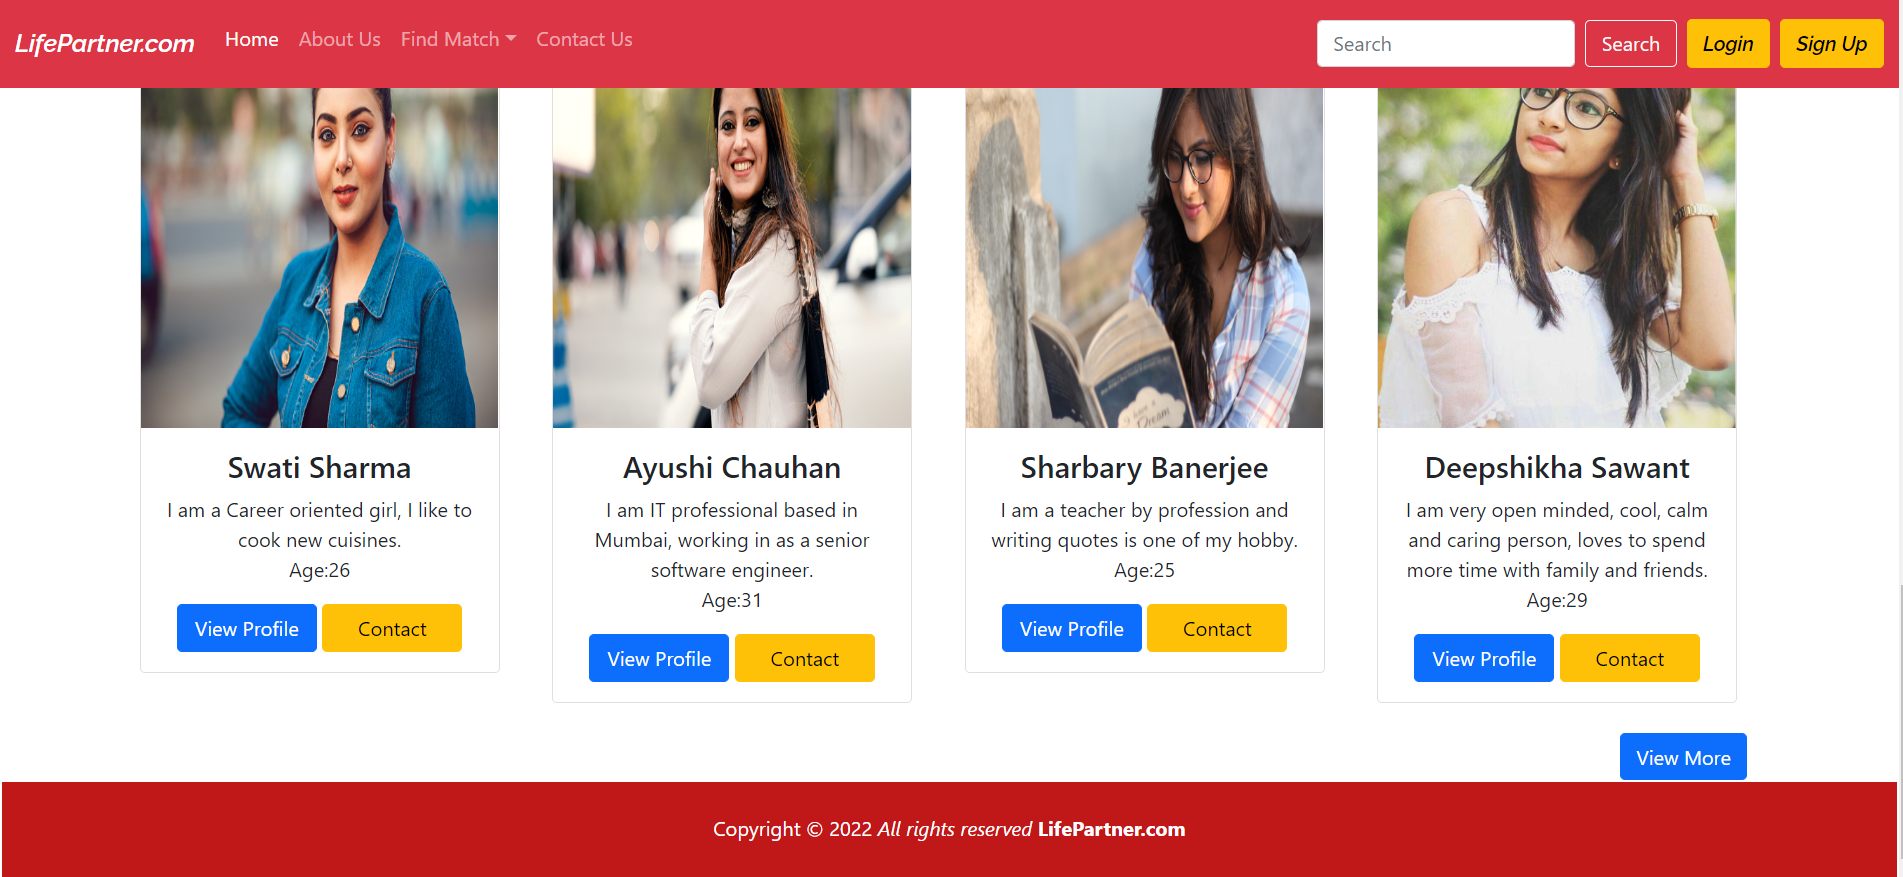 LifePartner.com Home About Us Find Match Contact Us Search Search Login Sign Up
Swati Sharma
I am a Career oriented girl, I like to
cook new cuisines.
Age:26
View Profile Contact
Ayushi Chauhan
I am IT professional based in
Mumbai, working in as a senior
software engineer.
Age:31
View Profile Contact
Sharbary Banerjee
I am a teacher by profession and
writing quotes is one of my hobby.
Age:25
View Profile Contact
Deepshikha Sawant
I am very open minded, cool, calm
and caring person, loves to spend
more time with family and friends.
Age:29
View Profile Contact
View More
Copyright © 2022 All rights reserved LifePartner.com